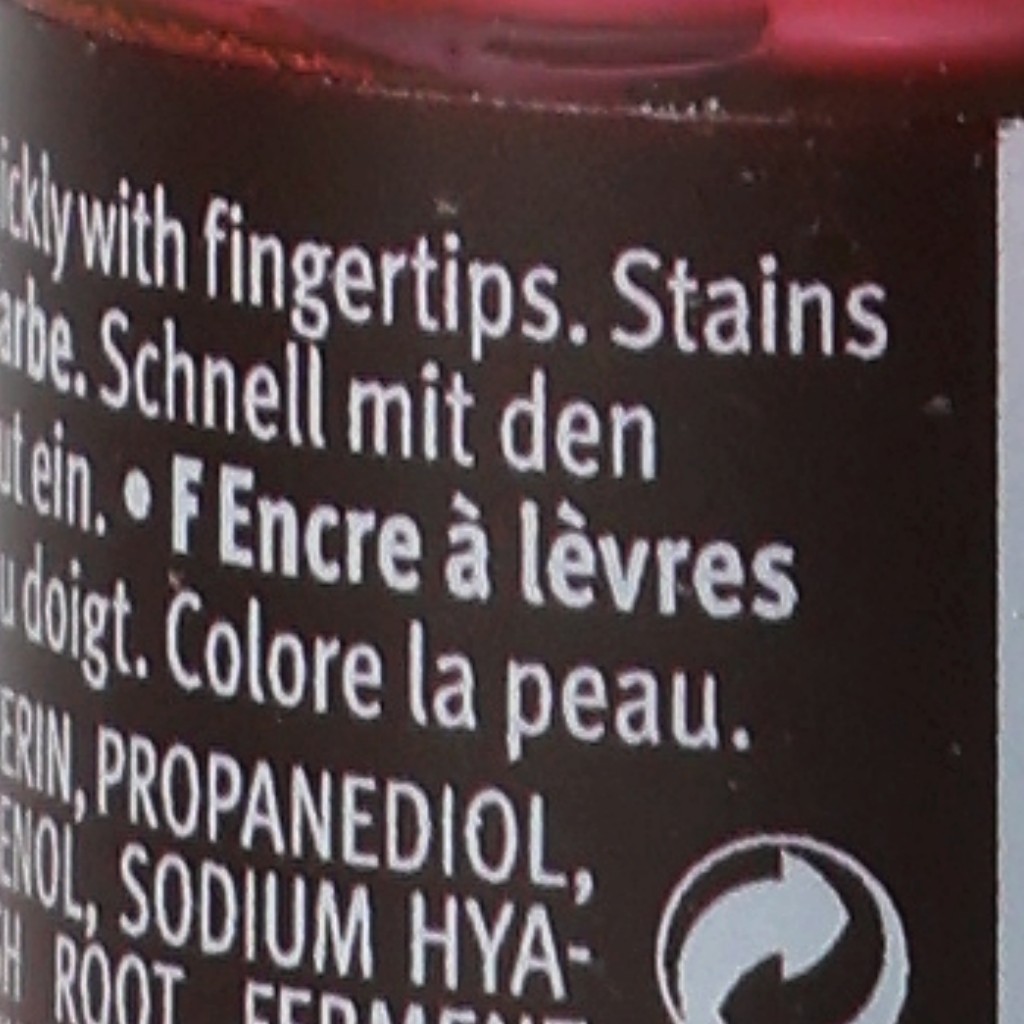 ickly with fingertips. Stains
arbe. Schnell mit den
ut ein. • F Encre à lèvres
u doigt. Colore la peau.
ERIN, PROPANEDIOL,
ENOL, SODIUM HYA-
H ROOT FERMENT